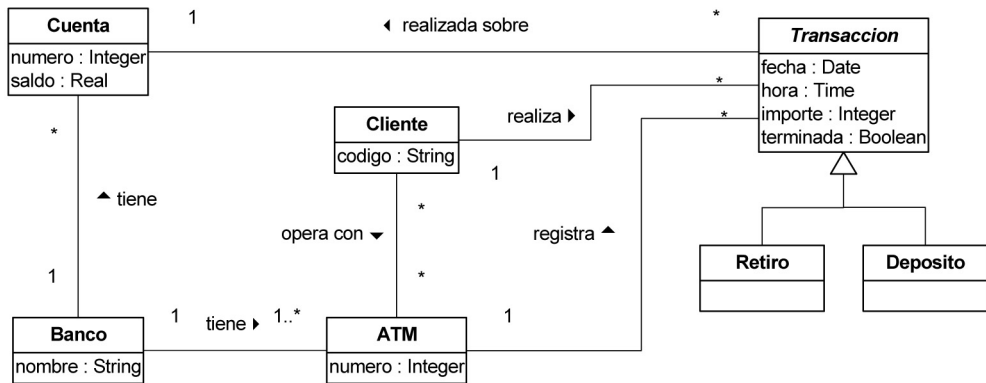 Cuenta
numero : Integer
saldo : Real
1
realizada sobre
*
Transaccion
fecha : Date
hora : Time
importe : Integer
terminada : Boolean
*
tiene
1
Cliente
codigo : String
realiza
*
1
*
opera con
*
registra
*
1
Retiro
Deposito
Banco
nombre : String
1
tiene
1..*
ATM
numero : Integer